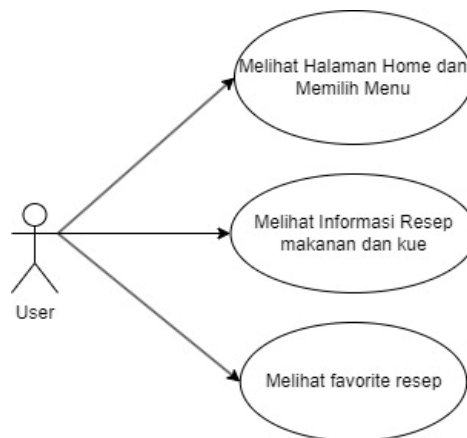 Melihat Halaman Home dan
Memilih Menu
Melihat Informasi Resep
makanan dan kue
User
Melihat favorite resep